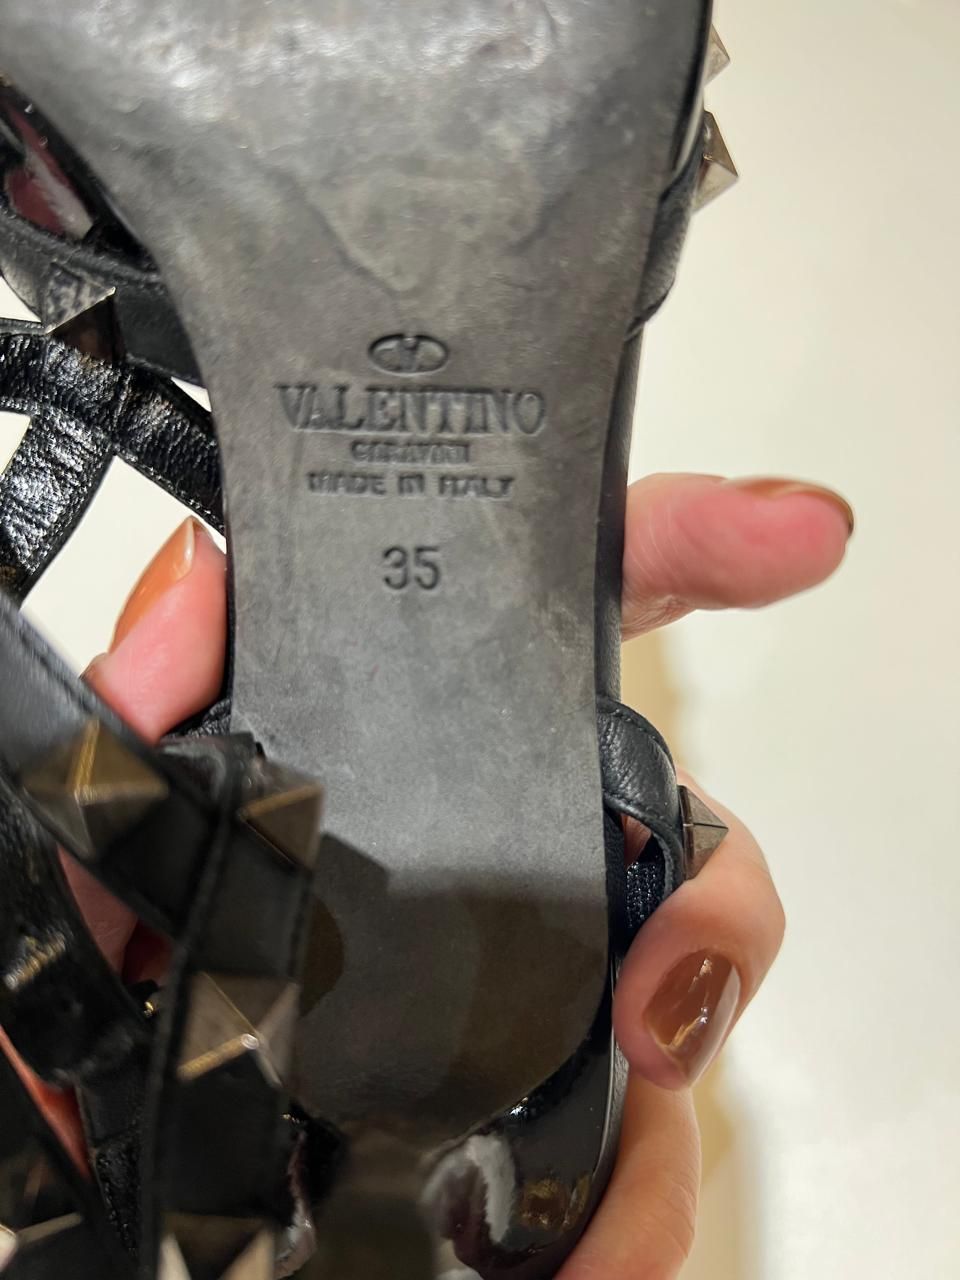 VALENTINO
GARAVANI
MADE IN ITALY
35